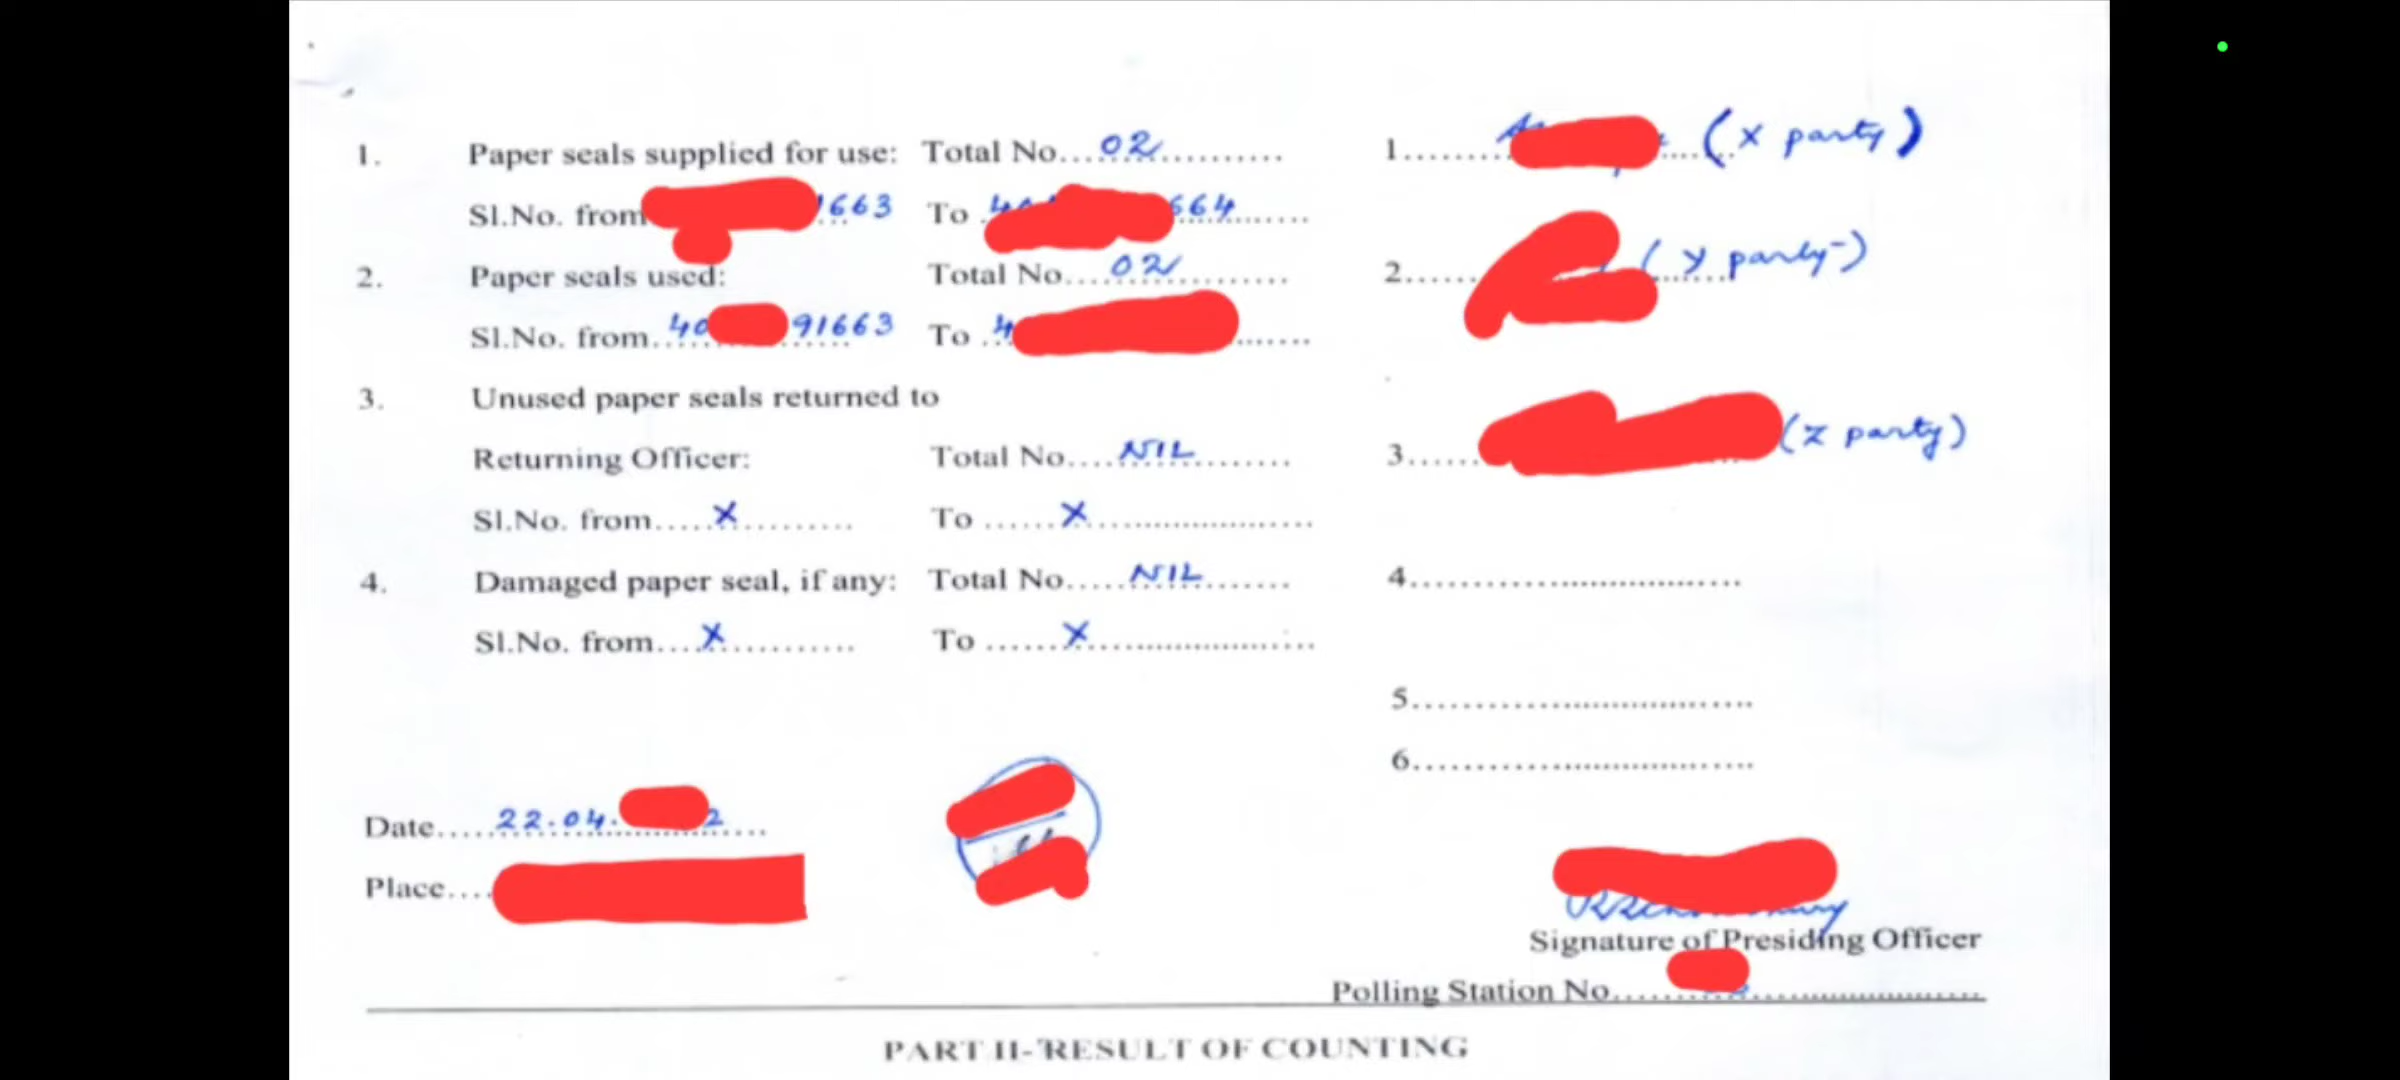 1. Paper seals supplied for use: Total No....02............ 1......... (x party)
Sl.No. from 1663 To 664
2. Paper seals used: Total No....02............ 2...... (y party)
Sl.No. from..40 91663 To ..4
3. Unused paper seals returned to
Returning Officer: Total No....NIL.......... 3...... (z party)
Sl.No. from.....X.......... To ......X....................
4. Damaged paper seal, if any: Total No.....NIL....... 4..............................
Sl.No. from....X........... To ......X....................
5..............................
6..............................
Date.....22.04. 2....
Place....
Signature of Presiding Officer
Polling Station No..............................
PART II-RESULT OF COUNTING